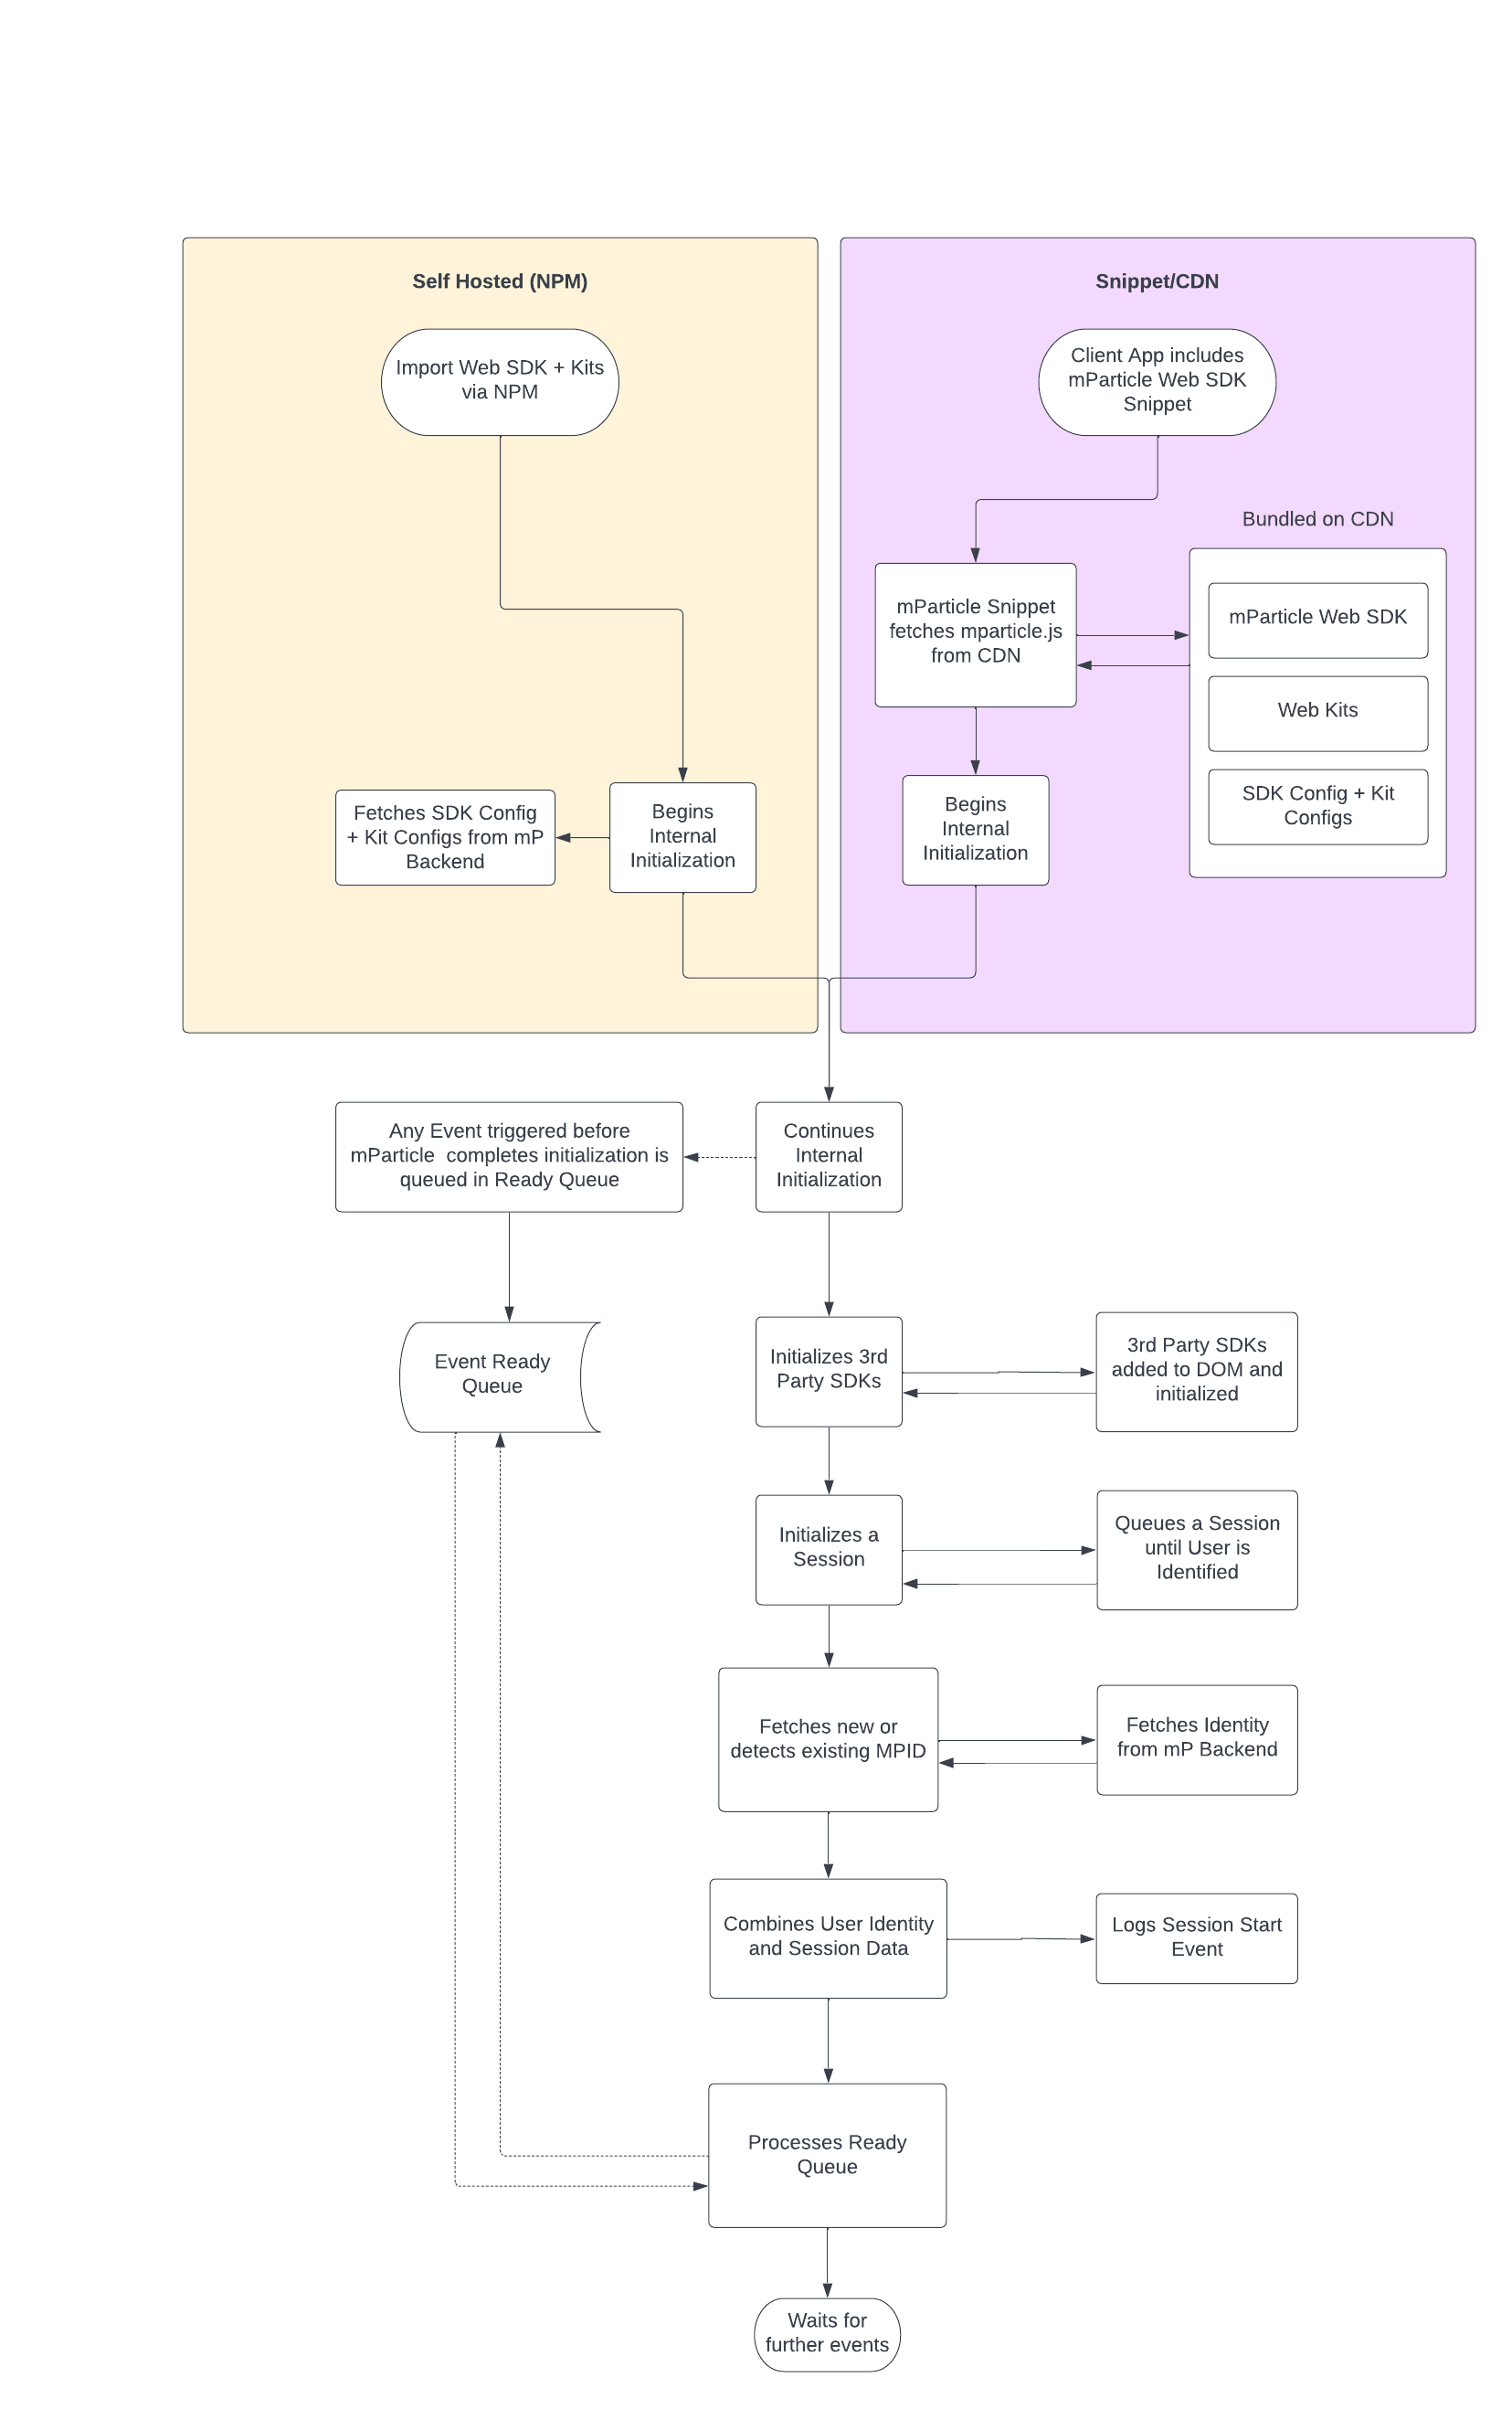 Self Hosted (NPM)
Import Web SDK + Kits
via NPM
Fetches SDK Config
+ Kit Configs from mP
Backend
Begins
Internal
Initialization
Snippet/CDN
Client App includes
mParticle Web SDK
Snippet
Bundled on CDN
mParticle Snippet
fetches mparticle.js
from CDN
mParticle Web SDK
Web Kits
SDK Config + Kit
Configs
Begins
Internal
Initialization
Any Event triggered before
mParticle completes initialization is
queued in Ready Queue
Continues
Internal
Initialization
Event Ready
Queue
Initializes 3rd
Party SDKs
3rd Party SDKs
added to DOM and
initialized
Initializes a
Session
Queues a Session
until User is
Identified
Fetches new or
detects existing MPID
Fetches Identity
from mP Backend
Combines User Identity
and Session Data
Logs Session Start
Event
Processes Ready
Queue
Waits for
further events